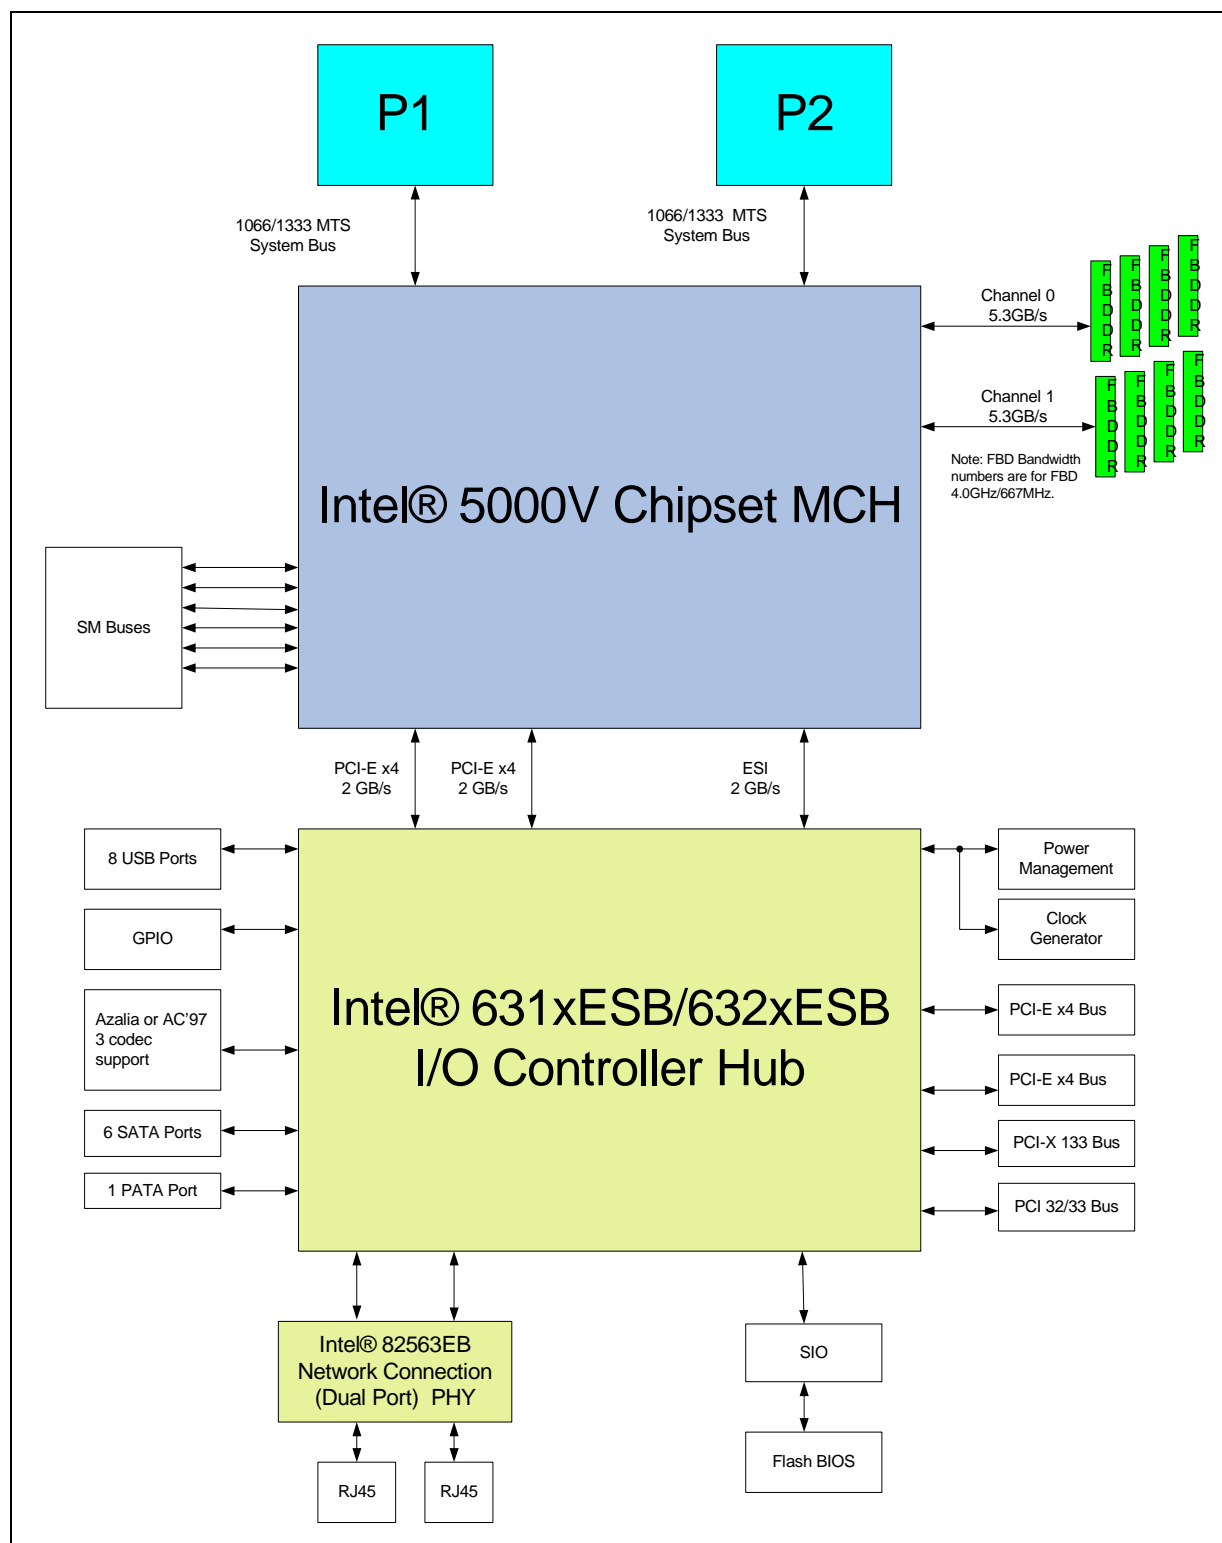 P1
P2
1066/1333 MTS
System Bus
1066/1333 MTS
System Bus
Channel 0
5.3GB/s
FBDDR
FBDDR
FBDDR
FBDDR
Channel 1
5.3GB/s
FBDDR
FBDDR
FBDDR
FBDDR
Note: FBD Bandwidth
numbers are for FBD
4.0GHz/667MHz.
Intel® 5000V Chipset MCH
SM Buses
PCI-E x4
2 GB/s
PCI-E x4
2 GB/s
ESI
2 GB/s
8 USB Ports
GPIO
Azalia or AC'97
3 codec
support
6 SATA Ports
1 PATA Port
Intel® 631xESB/632xESB
I/O Controller Hub
Power
Management
Clock
Generator
PCI-E x4 Bus
PCI-E x4 Bus
PCI-X 133 Bus
PCI 32/33 Bus
Intel® 82563EB
Network Connection
(Dual Port) PHY
RJ45
RJ45
SIO
Flash BIOS